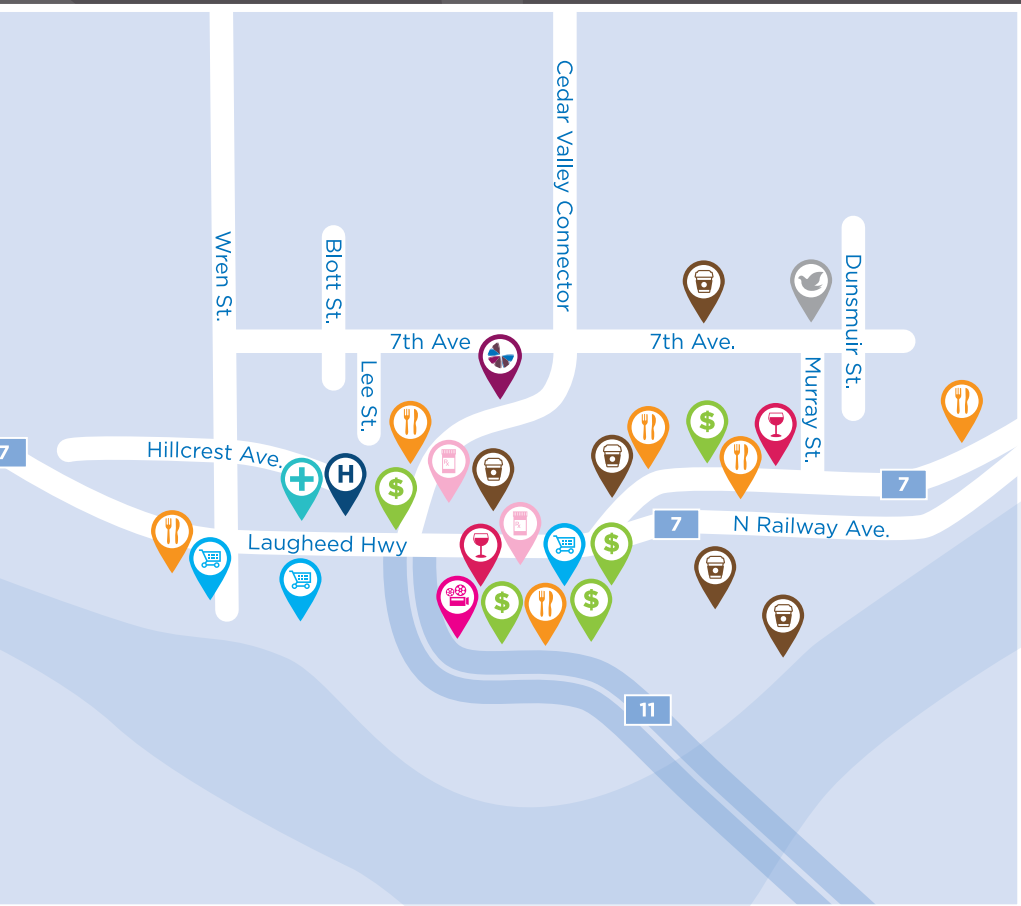 Cedar Valley Connector
Wren St.
Blott St.
Dunsmuir St.
7th Ave
7th Ave.
Lee St.
Murray St.
7
Hillcrest Ave.
H
$
$
7
7
N Railway Ave.
Laugheed Hwy
$
$
$
11